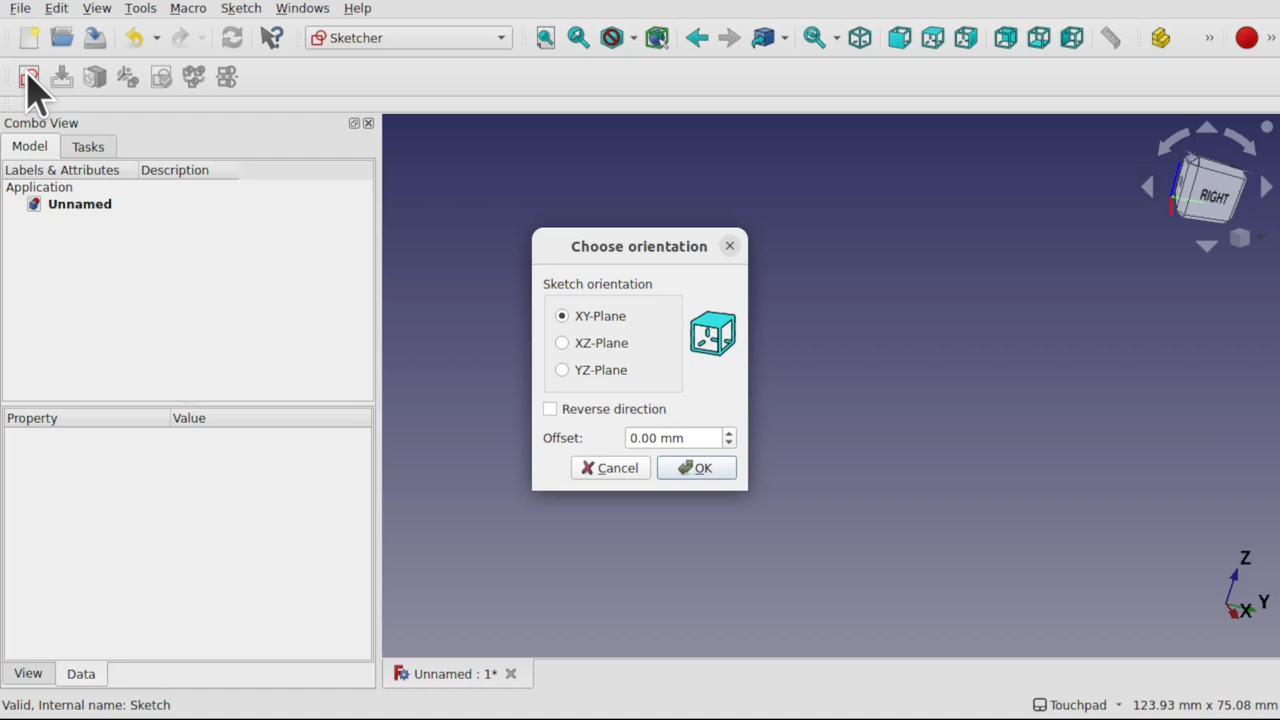 File Edit View Tools Macro Sketch Windows Help
Sketcher
Combo View
Model Tasks
Labels & Attributes Description
Application
Unnamed
RIGHT
Choose orientation
Sketch orientation
XY-Plane
XZ-Plane
YZ-Plane
Reverse direction
Offset: 0.00 mm
Cancel OK
Property Value
Z
Y
X
View Data
Unnamed : 1*
Valid, Internal name: Sketch
Touchpad 123.93 mm x 75.08 mm